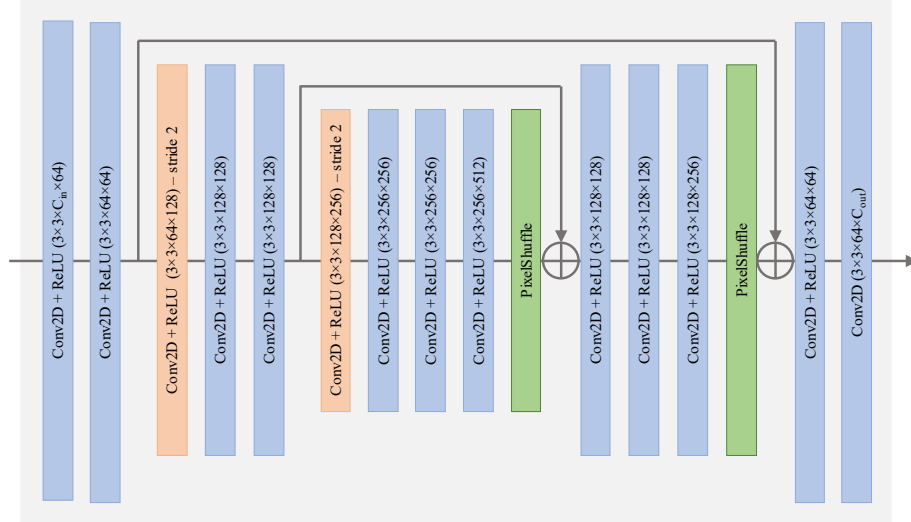 Conv2D + ReLU (3×3×C_in×64)
Conv2D + ReLU (3×3×64×64)
Conv2D + ReLU (3×3×64×128) – stride 2
Conv2D + ReLU (3×3×128×128)
Conv2D + ReLU (3×3×128×128)
Conv2D + ReLU (3×3×128×256) – stride 2
Conv2D + ReLU (3×3×256×256)
Conv2D + ReLU (3×3×256×256)
Conv2D + ReLU (3×3×256×512)
PixelShuffle
Conv2D + ReLU (3×3×128×128)
Conv2D + ReLU (3×3×128×128)
Conv2D + ReLU (3×3×128×256)
PixelShuffle
Conv2D + ReLU (3×3×64×64)
Conv2D (3×3×64×C_out)